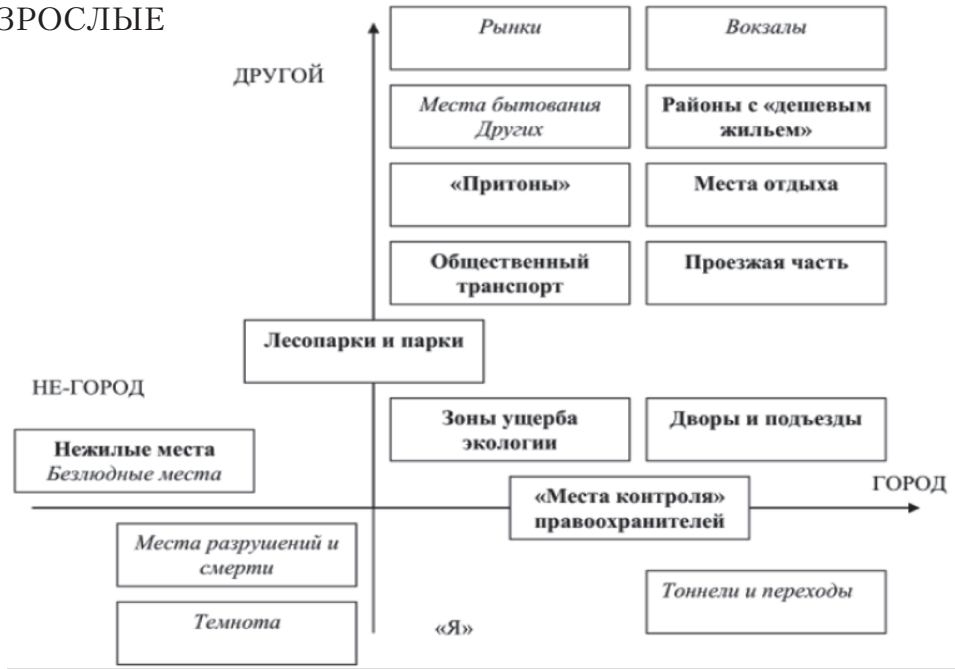 ЗРОСЛЫЕ
Рынки
Вокзалы
ДРУГОЙ
Места бытования
Других
Районы с «дешевым
жильем»
«Притоны»
Места отдыха
Общественный
транспорт
Проезжая часть
Лесопарки и парки
НЕ-ГОРОД
Зоны ущерба
экологии
Дворы и подъезды
Нежилые места
Безлюдные места
ГОРОД
«Места контроля»
правоохранителей
Места разрушений и
смерти
Тоннели и переходы
Темнота
«Я»